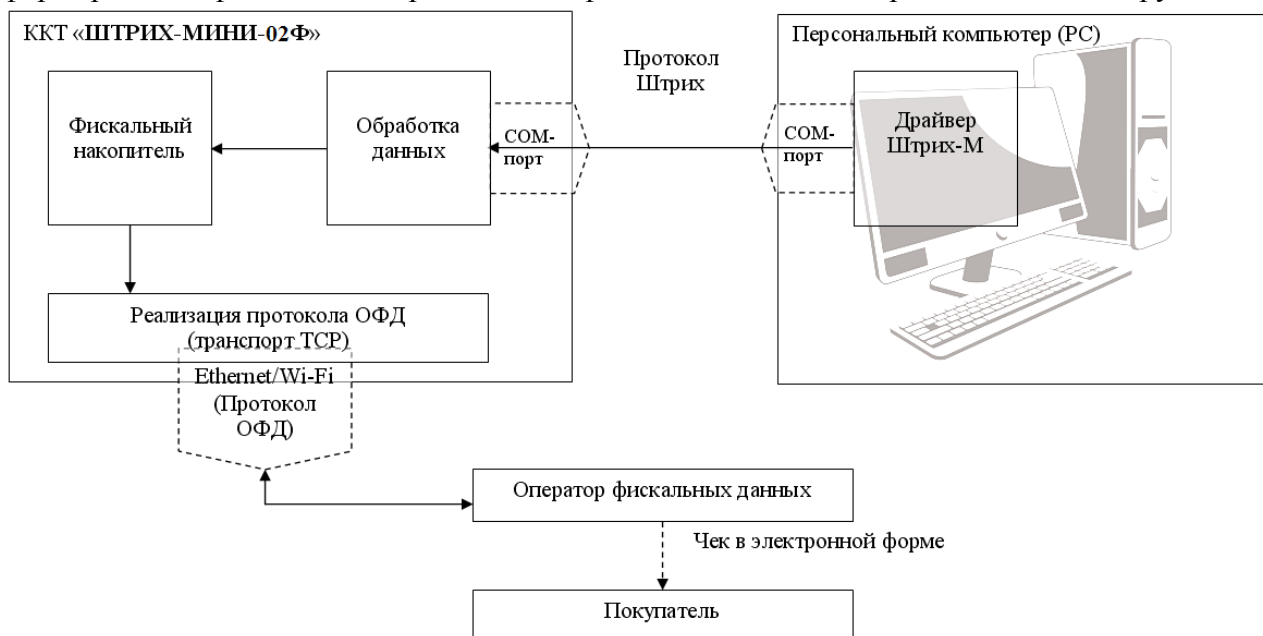 ККТ «ШТРИХ-МИНИ-02Ф»
Фискальный
накопитель
Обработка
данных
COM-
порт
Протокол
Штрих
Персональный компьютер (PC)
COM-
порт
Драйвер
Штрих-М
Реализация протокола ОФД
(транспорт TCP)
Ethernet/Wi-Fi
(Протокол
ОФД)
Оператор фискальных данных
Чек в электронной форме
Покупатель